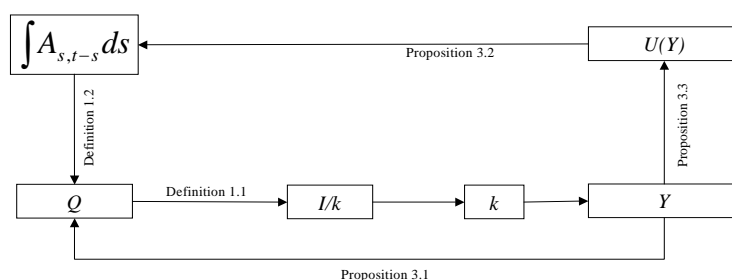 ∫A_{s,t−s}ds
U(Y)
Proposition 3.2
Definition 1.2
Proposition 3.3
Definition 1.1
Q
I/k
k
Y
Proposition 3.1